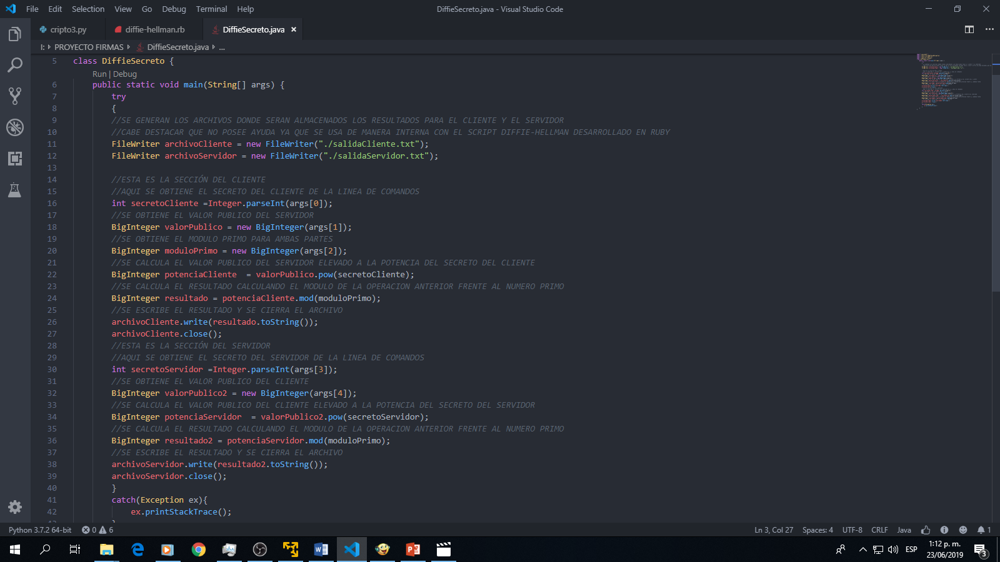 File Edit Selection View Go Debug Terminal Help DiffieSecreto.java - Visual Studio Code
cripto3.py diffie-hellman.rb DiffieSecreto.java ×
I: PROYECTO FIRMAS DiffieSecreto.java ...
5 class DiffieSecreto {
Run | Debug
6 public static void main(String[] args) {
7 try
8 {
9 //SE GENERAN LOS ARCHIVOS DONDE SERAN ALMACENADOS LOS RESULTADOS PARA EL CLIENTE Y EL SERVIDOR
10 //CABE DESTACAR QUE NO POSEE AYUDA YA QUE SE USA DE MANERA INTERNA CON EL SCRIPT DIFFIE-HELLMAN DESARROLLADO EN RUBY
11 FileWriter archivoCliente = new FileWriter("./salidaCliente.txt");
12 FileWriter archivoServidor = new FileWriter("./salidaServidor.txt");
13
14 //ESTA ES LA SECCIÓN DEL CLIENTE
15 //AQUI SE OBTIENE EL SECRETO DEL CLIENTE DE LA LINEA DE COMANDOS
16 int secretoCliente =Integer.parseInt(args[0]);
17 //SE OBTIENE EL VALOR PUBLICO DEL SERVIDOR
18 BigInteger valorPublico = new BigInteger(args[1]);
19 //SE OBTIENE EL MODULO PRIMO PARA AMBAS PARTES
20 BigInteger moduloPrimo = new BigInteger(args[2]);
21 //SE CALCULA EL VALOR PUBLICO DEL SERVIDOR ELEVADO A LA POTENCIA DEL SECRETO DEL CLIENTE
22 BigInteger potenciaCliente  = valorPublico.pow(secretoCliente);
23 //SE CALCULA EL RESULTADO CALCULANDO EL MODULO DE LA OPERACION ANTERIOR FRENTE AL NUMERO PRIMO
24 BigInteger resultado = potenciaCliente.mod(moduloPrimo);
25 //SE ESCRIBE EL RESULTADO Y SE CIERRA EL ARCHIVO
26 archivoCliente.write(resultado.toString());
27 archivoCliente.close();
28 //ESTA ES LA SECCIÓN DEL SERVIDOR
29 //AQUI SE OBTIENE EL SECRETO DEL SERVIDOR DE LA LINEA DE COMANDOS
30 int secretoServidor =Integer.parseInt(args[3]);
31 //SE OBTIENE EL VALOR PUBLICO DEL CLIENTE
32 BigInteger valorPublico2 = new BigInteger(args[4]);
33 //SE CALCULA EL VALOR PUBLICO DEL CLIENTE ELEVADO A LA POTENCIA DEL SECRETO DEL SERVIDOR
34 BigInteger potenciaServidor  = valorPublico2.pow(secretoServidor);
35 //SE CALCULA EL RESULTADO CALCULANDO EL MODULO DE LA OPERACION ANTERIOR FRENTE AL NUMERO PRIMO
36 BigInteger resultado2 = potenciaServidor.mod(moduloPrimo);
37 //SE ESCRIBE EL RESULTADO Y SE CIERRA EL ARCHIVO
38 archivoServidor.write(resultado2.toString());
39 archivoServidor.close();
40 }
41 catch(Exception ex){
42 ex.printStackTrace();
Python 3.7.2 64-bit 0 6 Ln 3, Col 27 Spaces: 4 UTF-8 CRLF Java 1
ESP 1:12 p. m.
23/06/2019 3